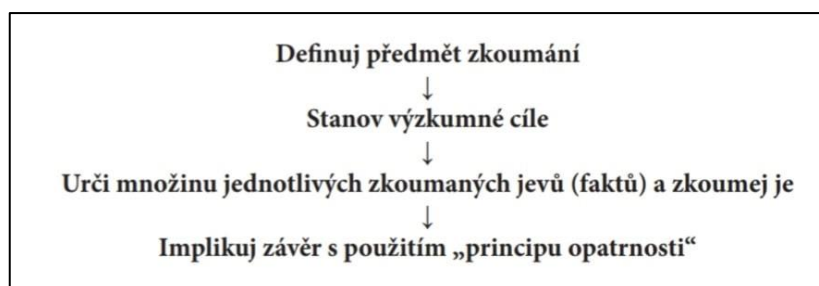 Definuj předmět zkoumání
↓
Stanov výzkumné cíle
↓
Urči množinu jednotlivých zkoumaných jevů (faktů) a zkoumej je
↓
Implikuj závěr s použitím „principu opatrnosti“